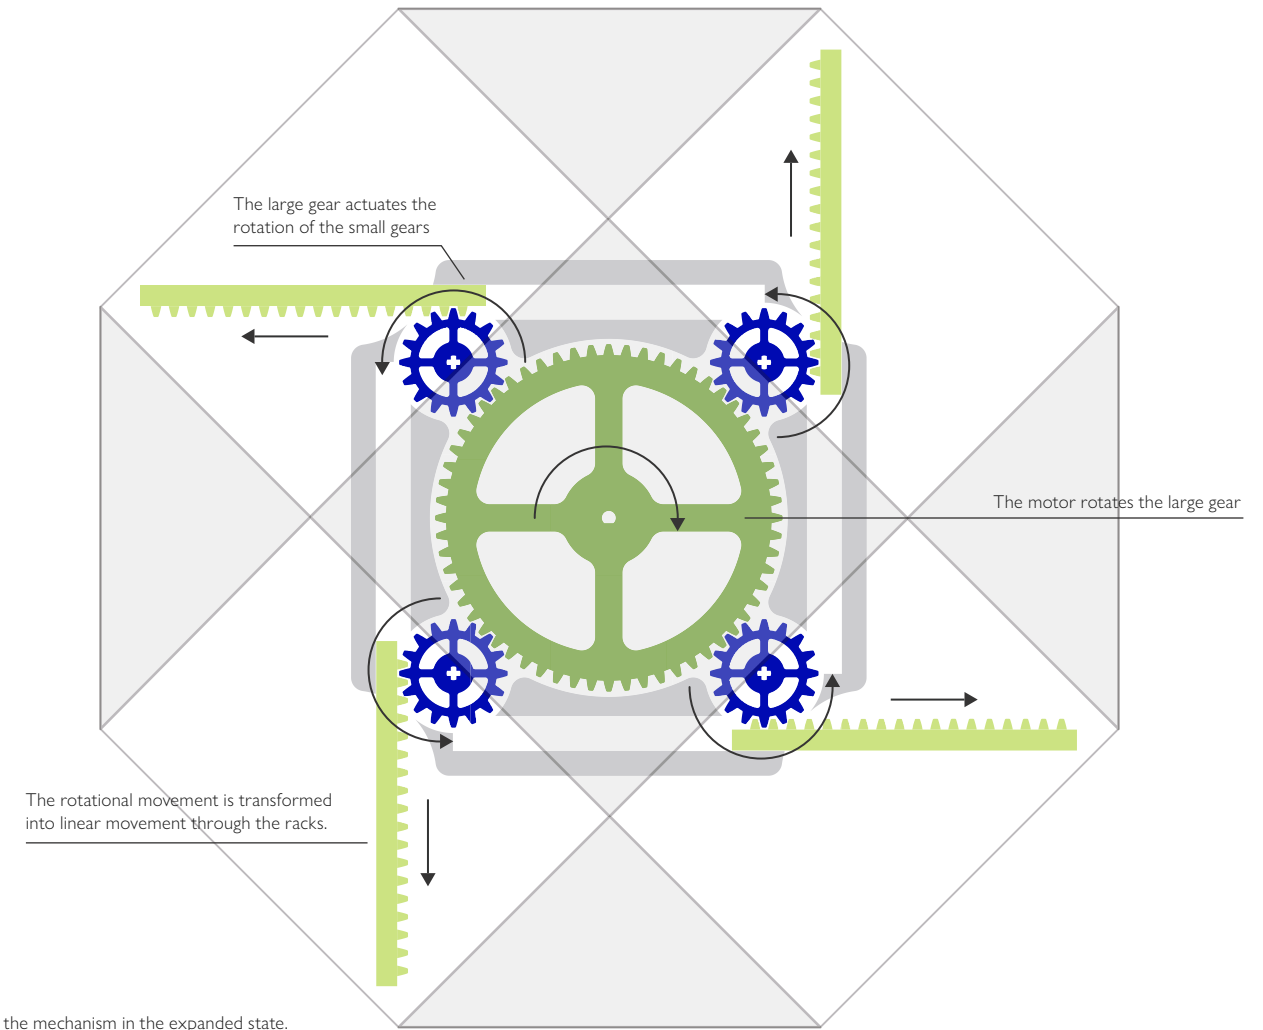 The large gear actuates the
rotation of the small gears
The motor rotates the large gear
The rotational movement is transformed
into linear movement through the racks.
the mechanism in the expanded state.